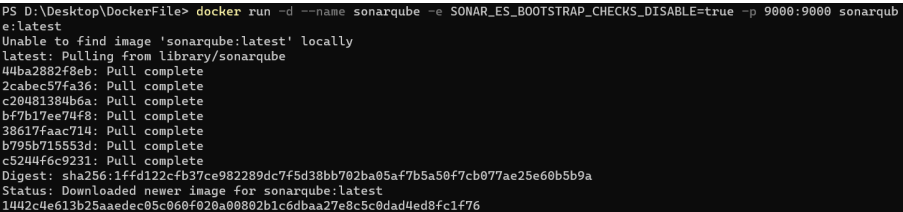 PS D:\Desktop\DockerFile> docker run -d --name sonarqube -e SONAR_ES_BOOTSTRAP_CHECKS_DISABLE=true -p 9000:9000 sonarqub
e:latest
Unable to find image 'sonarqube:latest' locally
latest: Pulling from library/sonarqube
44ba2882f8eb: Pull complete
2cabec57fa36: Pull complete
c20481384b6a: Pull complete
bf7b17ee74f8: Pull complete
38617faac714: Pull complete
b795b715553d: Pull complete
c5244f6c9231: Pull complete
Digest: sha256:1ffd122cfb37ce982289dc7f5d38bb702ba05af7b5a50f7cb077ae25e60b5b9a
Status: Downloaded newer image for sonarqube:latest
1442c4e613b25aaedec05c060f020a00802b1c6dbaa27e8c5c0dad4ed8fc1f76